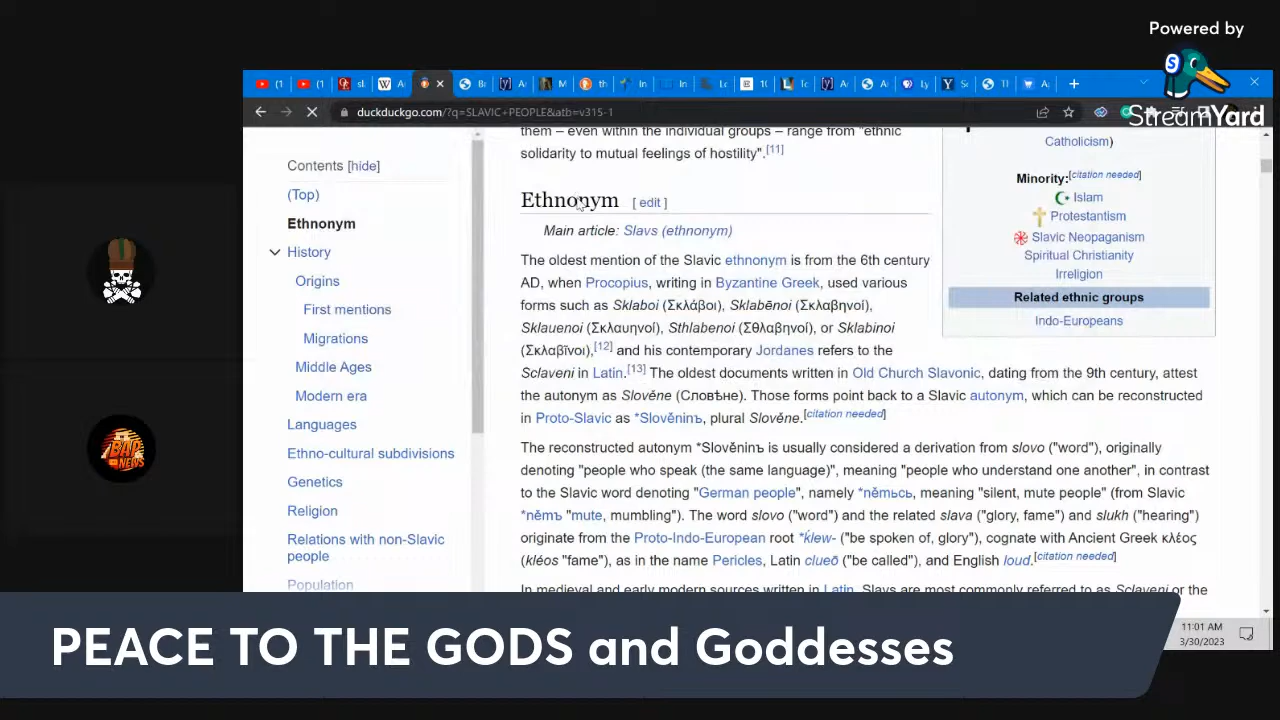 Powered by
StreamYard
duckduckgo.com/?q=SLAVIC+PEOPLE&atb=v315-1
them – even within the individual groups – range from "ethnic
solidarity to mutual feelings of hostility".[11]
Contents [hide]
(Top)
Ethnonym
History
Origins
First mentions
Migrations
Middle Ages
Modern era
Languages
Ethno-cultural subdivisions
Genetics
Religion
Relations with non-Slavic
people
Population
Ethnonym [ edit ]
Main article: Slavs (ethnonym)
The oldest mention of the Slavic ethnonym is from the 6th century
AD, when Procopius, writing in Byzantine Greek, used various
forms such as Sklaboi (Σκλάβοι), Sklabēnoi (Σκλαβηνοί),
Sklauenoi (Σκλαυηνοί), Sthlabenoi (Σθλαβηνοί), or Sklabinoi
(Σκλαβῖνοι),[12] and his contemporary Jordanes refers to the
Sclaveni in Latin.[13] The oldest documents written in Old Church Slavonic, dating from the 9th century, attest
the autonym as Slověne (Словѣне). Those forms point back to a Slavic autonym, which can be reconstructed
in Proto-Slavic as *Slověninъ, plural Slověne.[citation needed]
The reconstructed autonym *Slověninъ is usually considered a derivation from slovo ("word"), originally
denoting "people who speak (the same language)", meaning "people who understand one another", in contrast
to the Slavic word denoting "German people", namely *němьcь, meaning "silent, mute people" (from Slavic
*němъ "mute, mumbling"). The word slovo ("word") and the related slava ("glory, fame") and slukh ("hearing")
originate from the Proto-Indo-European root *ḱlew- ("be spoken of, glory"), cognate with Ancient Greek κλέος
(kléos "fame"), as in the name Pericles, Latin clueō ("be called"), and English loud.[citation needed]
In medieval and early modern sources written in Latin, Slavs are most commonly referred to as Sclaveni or the
Catholicism)
Minority:[citation needed]
Islam
Protestantism
Slavic Neopaganism
Spiritual Christianity
Irreligion
Related ethnic groups
Indo-Europeans
BAP
NEWS
11:01 AM
3/30/2023
PEACE TO THE GODS and Goddesses